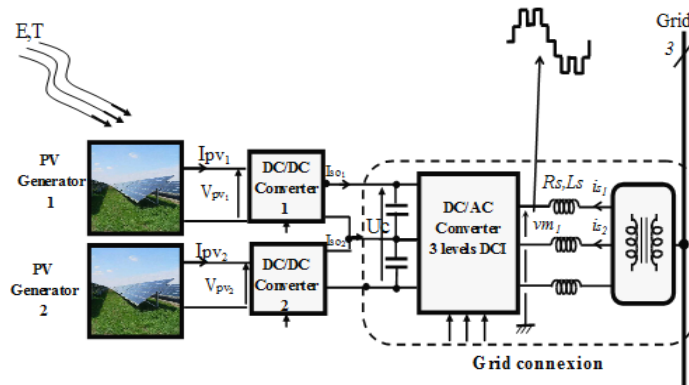 E,T
Grid
3
PV
Generator
1
Ipv1
Vpv1
DC/DC
Converter
1
Iso1
Uc
DC/AC
Converter
3 levels DCI
Rs,Ls
is1
vm1
is2
PV
Generator
2
Ipv2
Vpv2
DC/DC
Converter
2
Iso2
Grid connexion